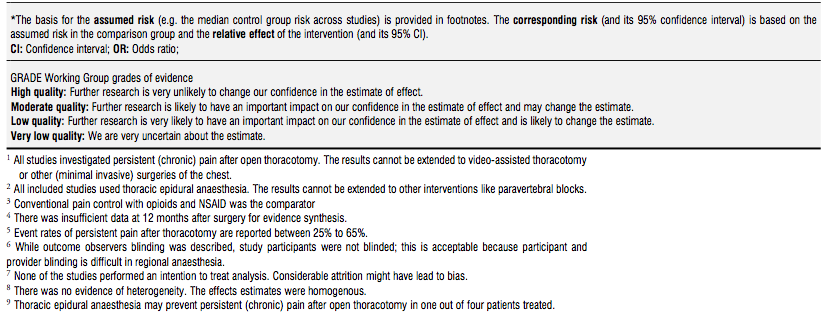 *The basis for the assumed risk (e.g. the median control group risk across studies) is provided in footnotes. The corresponding risk (and its 95% confidence interval) is based on the
assumed risk in the comparison group and the relative effect of the intervention (and its 95% CI).
CI: Confidence interval; OR: Odds ratio;
GRADE Working Group grades of evidence
High quality: Further research is very unlikely to change our confidence in the estimate of effect.
Moderate quality: Further research is likely to have an important impact on our confidence in the estimate of effect and may change the estimate.
Low quality: Further research is very likely to have an important impact on our confidence in the estimate of effect and is likely to change the estimate.
Very low quality: We are very uncertain about the estimate.
1 All studies investigated persistent (chronic) pain after open thoracotomy. The results cannot be extended to video-assisted thoracotomy
or other (minimal invasive) surgeries of the chest.
2 All included studies used thoracic epidural anaesthesia. The results cannot be extended to other interventions like paravertebral blocks.
3 Conventional pain control with opioids and NSAID was the comparator
4 There was insufficient data at 12 months after surgery for evidence synthesis.
5 Event rates of persistent pain after thoracotomy are reported between 25% to 65%.
6 While outcome observers blinding was described, study participants were not blinded; this is acceptable because participant and
provider blinding is difficult in regional anaesthesia.
7 None of the studies performed an intention to treat analysis. Considerable attrition might have lead to bias.
8 There was no evidence of heterogeneity. The effects estimates were homogenous.
9 Thoracic epidural anaesthesia may prevent persistent (chronic) pain after open thoracotomy in one out of four patients treated.